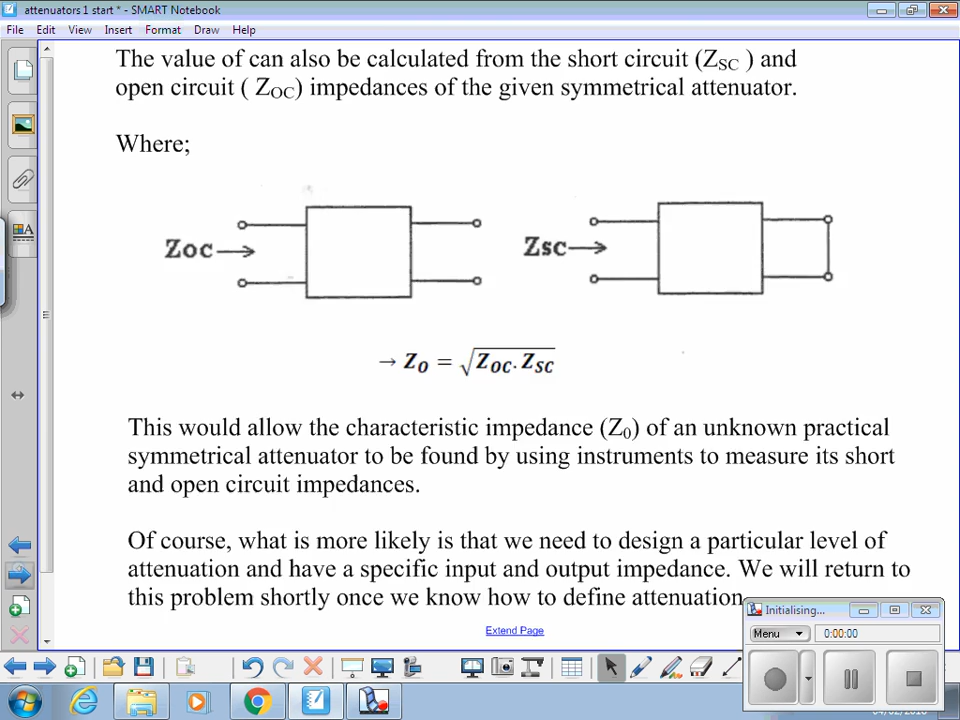 attenuators 1 start * - SMART Notebook
File Edit View Insert Format Draw Help
The value of can also be calculated from the short circuit (ZSC ) and
open circuit ( ZOC) impedances of the given symmetrical attenuator.
Where;
Zoc
Zsc
→ ZO = √ZOC. ZSC
This would allow the characteristic impedance (Z0) of an unknown practical
symmetrical attenuator to be found by using instruments to measure its short
and open circuit impedances.
Of course, what is more likely is that we need to design a particular level of
attenuation and have a specific input and output impedance. We will return to
this problem shortly once we know how to define attenuation
Extend Page
Initialising...
Menu
0:00:00